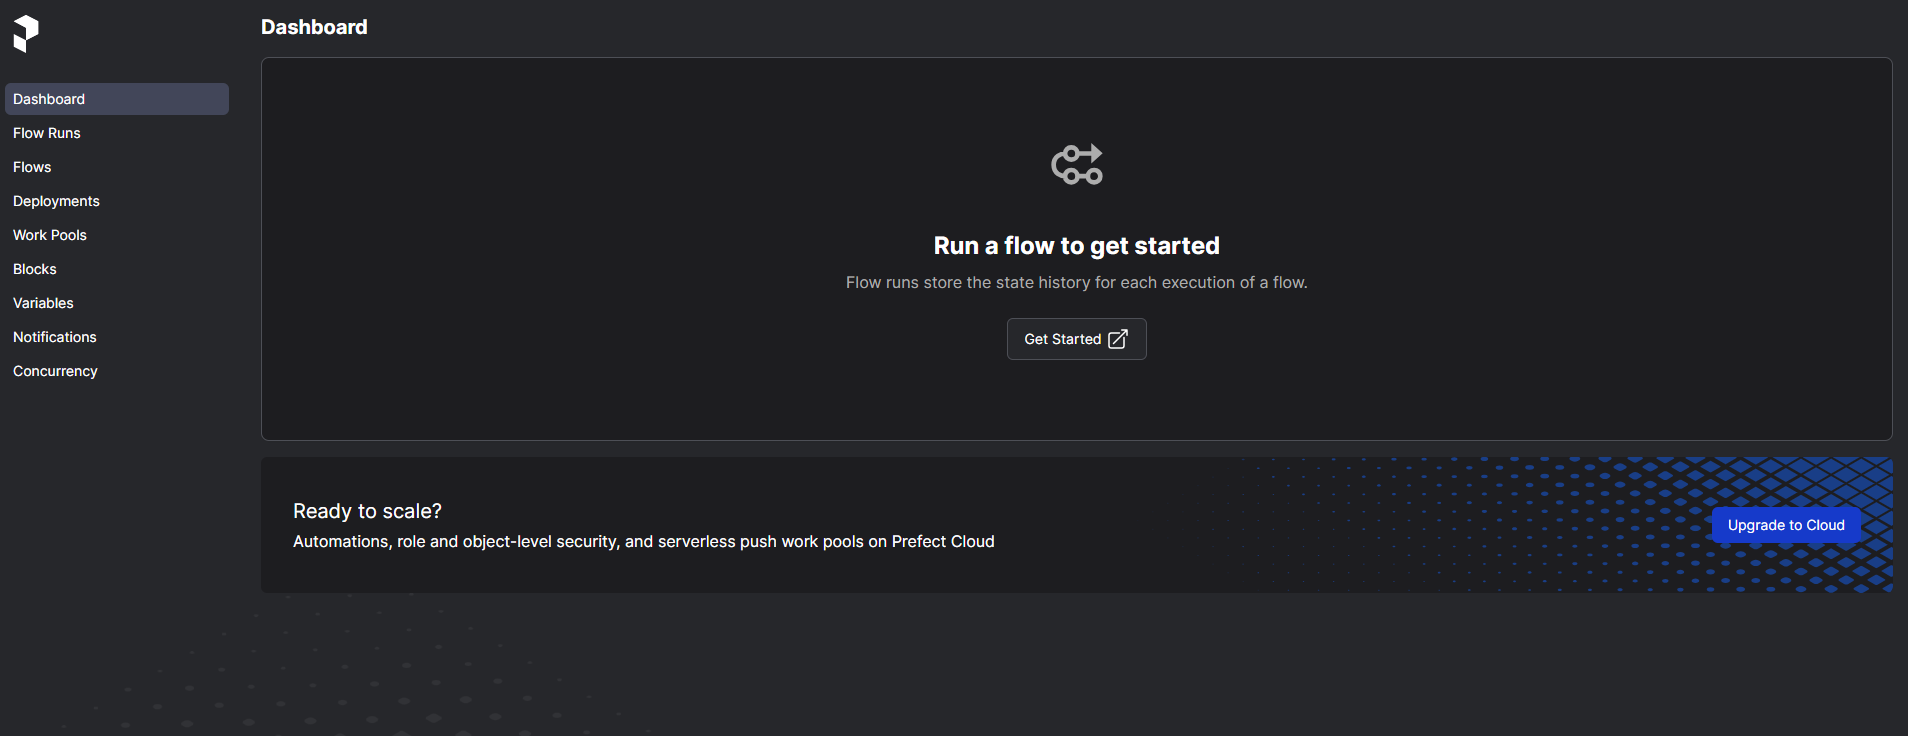 Dashboard
Flow Runs
Flows
Deployments
Work Pools
Blocks
Variables
Notifications
Concurrency
Dashboard
Run a flow to get started
Flow runs store the state history for each execution of a flow.
Get Started
Ready to scale?
Automations, role and object-level security, and serverless push work pools on Prefect Cloud
Upgrade to Cloud